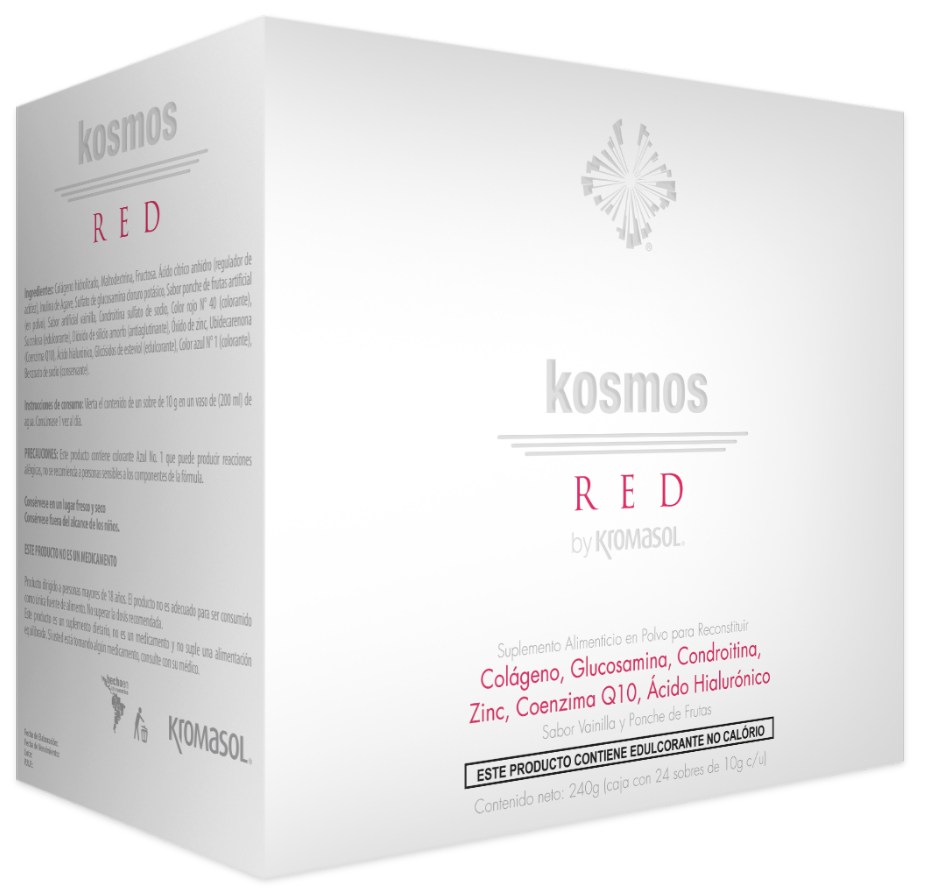 kosmos
RED
Ingredientes: Colágeno hidrolizado, Maltodextrina, Fructosa. Ácido cítrico anhidro (regulador de
acidez), Inulina de Agave, Sulfato de glucosamina cloruro potásico, Sabor ponche de frutas artificial
(en polvo). Sabor artificial vainilla, Condroitina sulfato de sodio, Color rojo N° 40 (colorante),
Sucralosa (edulcorante), Dióxido de silicio amorfo (antiaglutinante), Óxido de zinc, Ubidecarenona
(Coenzima Q10), Ácido hialurónico, Glicósidos de esteviol (edulcorante), Color azul N° 1 (colorante),
Benzoato de sodio (conservante).
Instrucciones de consumo: Vierta el contenido de un sobre de 10 g en un vaso de (200 ml) de
agua. Consúmase 1 vez al día.
PRECAUCIONES: Este producto contiene colorante Azul No. 1 que puede producir reacciones
alérgicas, no se recomienda a personas sensibles a los componentes de la fórmula.
Consérvese en un lugar fresco y seco
Consérvese fuera del alcance de los niños.
ESTE PRODUCTO NO ES UN MEDICAMENTO
Producto dirigido a personas mayores de 18 años. El producto no es adecuado para ser consumido
como única fuente de alimento. No superar la dosis recomendada.
Este producto es un suplemento dietario, no es un medicamento y no suple una alimentación
equilibrada. Si usted está tomando algún medicamento, consulte con su médico.
hecho en
KROMASOL®
Fecha de Elaboración:
Fecha de Vencimiento:
Lote:
®
kosmos
RED
by KROMASOL®
Suplemento Alimenticio en Polvo para Reconstituir
Colágeno, Glucosamina, Condroitina,
Zinc, Coenzima Q10, Ácido Hialurónico
Sabor Vainilla y Ponche de Frutas
ESTE PRODUCTO CONTIENE EDULCORANTE NO CALÓRIO
Contenido neto: 240g (caja con 24 sobres de 10g c/u)